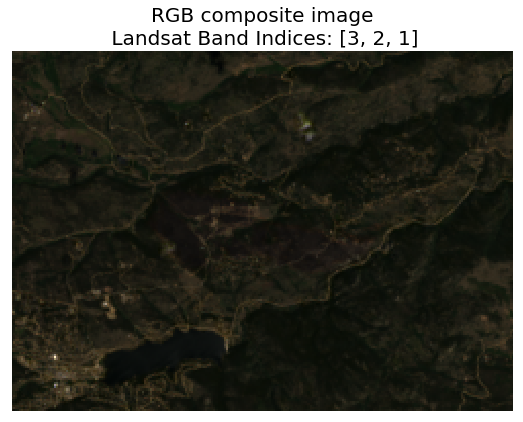 RGB composite image
Landsat Band Indices: [3, 2, 1]